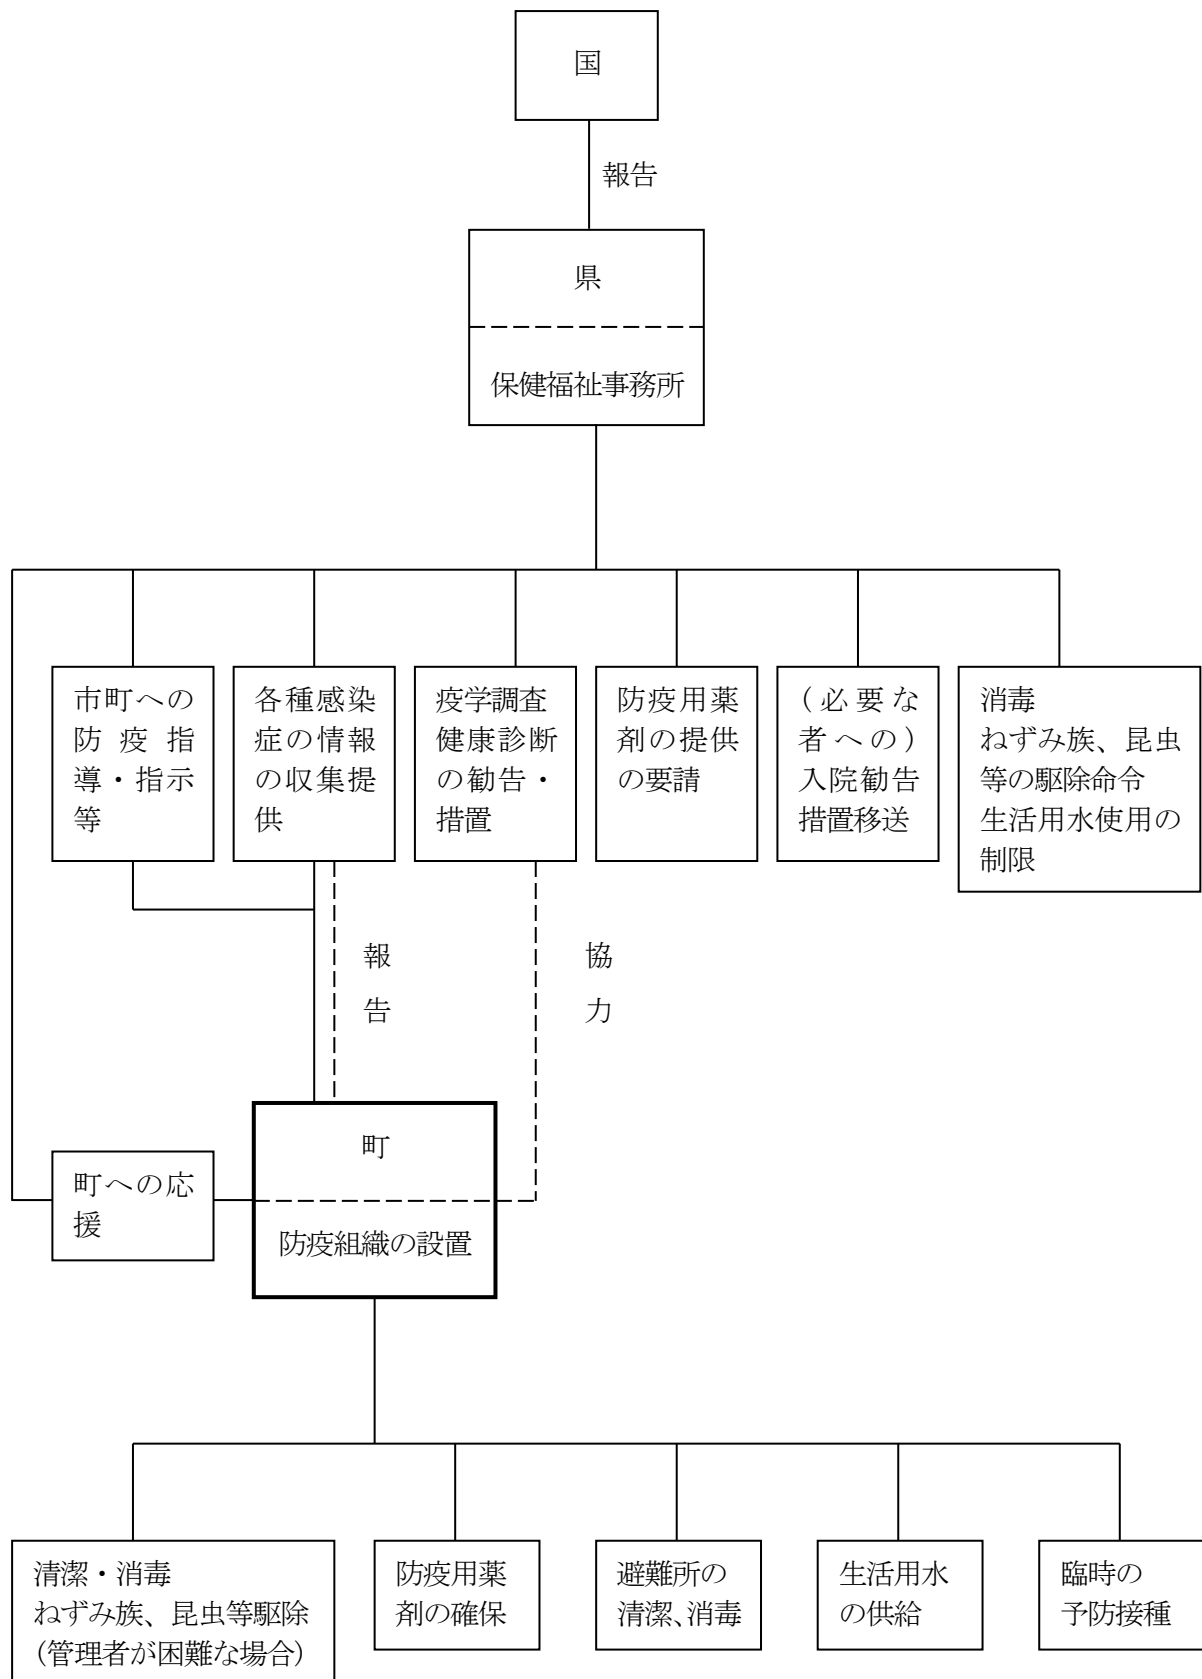 国
報告
県
保健福祉事務所
市町への
防疫指
導・指示
等
各種感染
症の情報
の収集提
供
疫学調査
健康診断
の勧告・
措置
防疫用薬
剤の提供
の要請
(必要な
者への)
入院勧告
措置移送
消毒
ねずみ族、昆虫
等の駆除命令
生活用水使用の
制限
報
告
協
力
町への応
援
町
防疫組織の設置
清潔・消毒
ねずみ族、昆虫等駆除
(管理者が困難な場合)
防疫用薬
剤の確保
避難所の
清潔、消毒
生活用水
の供給
臨時の
予防接種